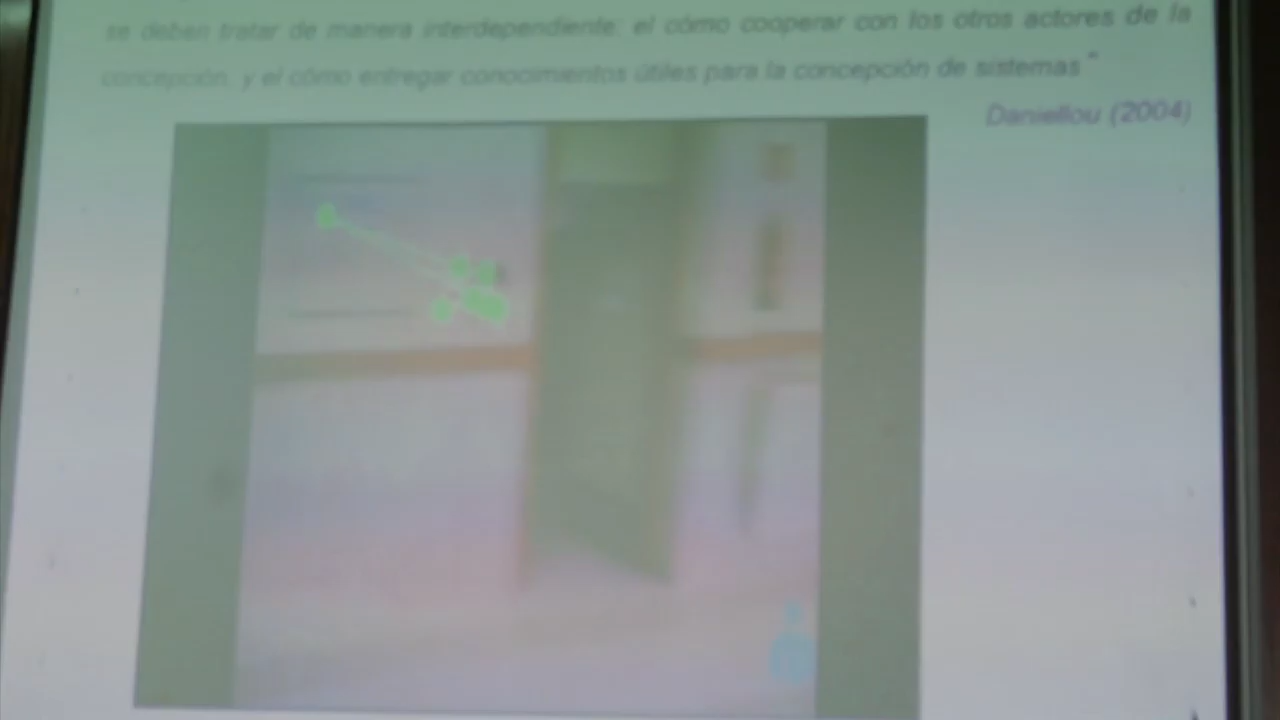 se deben tratar de manera interdependiente: el cómo cooperar con los otros actores de la
concepción, y el cómo entregar conocimientos útiles para la concepción de sistemas"
Daniellou (2004)